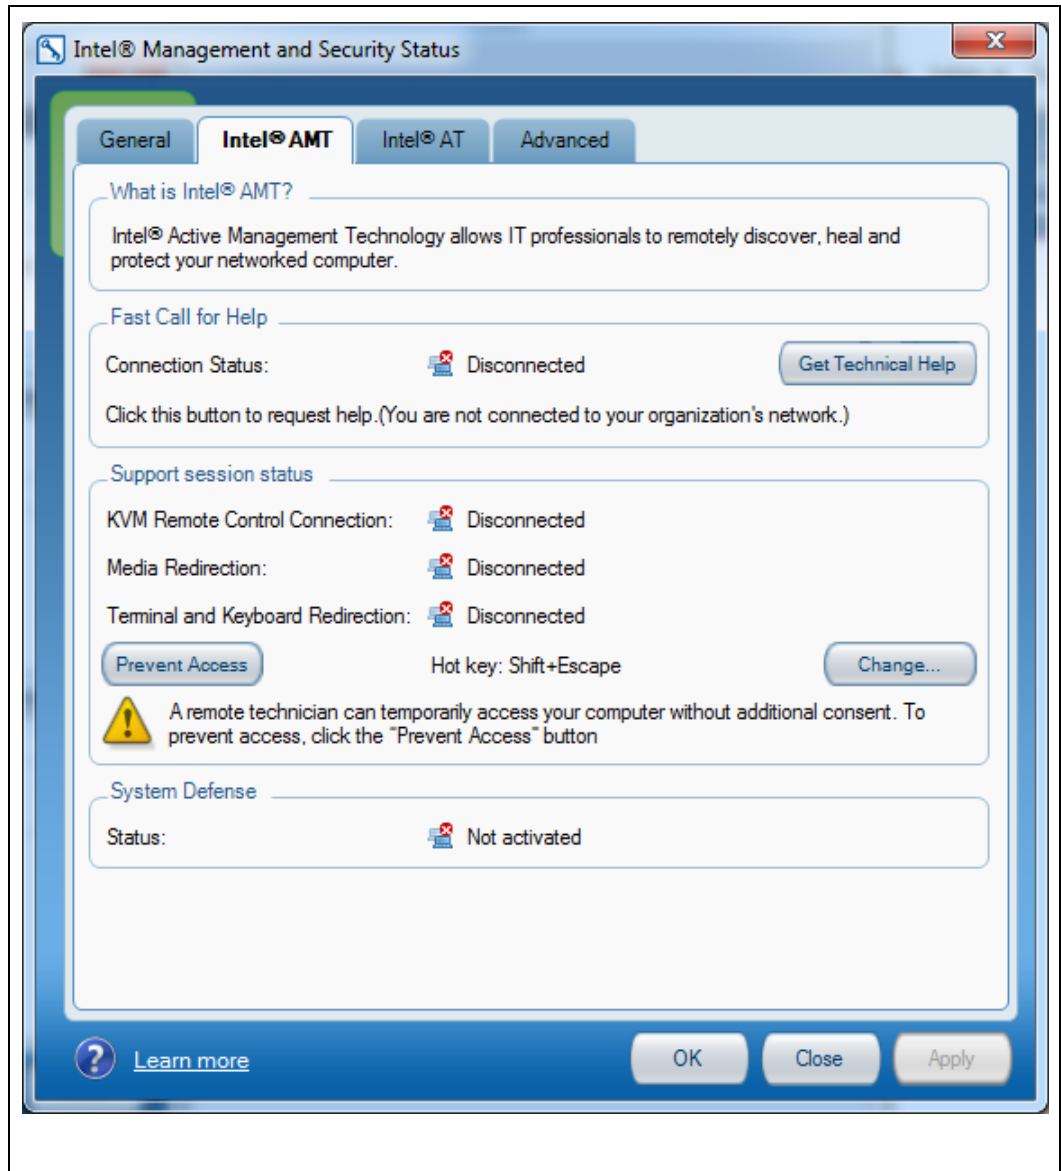 Intel® Management and Security Status
General Intel® AMT Intel® AT Advanced
What is Intel® AMT?
Intel® Active Management Technology allows IT professionals to remotely discover, heal and
protect your networked computer.
Fast Call for Help
Connection Status: Disconnected Get Technical Help
Click this button to request help.(You are not connected to your organization's network.)
Support session status
KVM Remote Control Connection: Disconnected
Media Redirection: Disconnected
Terminal and Keyboard Redirection: Disconnected
Prevent Access Hot key: Shift+Escape Change...
A remote technician can temporarily access your computer without additional consent. To
prevent access, click the "Prevent Access" button
System Defense
Status: Not activated
Learn more OK Close Apply